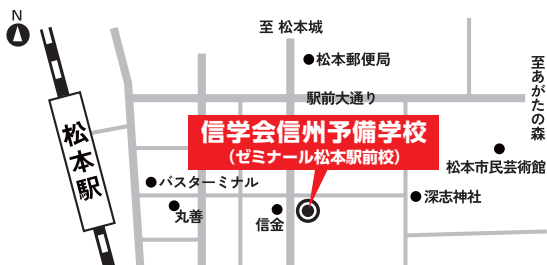 N
至 松本城
松本郵便局
至あがたの森
駅前大通り
信学会信州予備学校
（ゼミナール松本駅前校）
松本駅
松本市民芸術館
バスターミナル
深志神社
丸善
信金